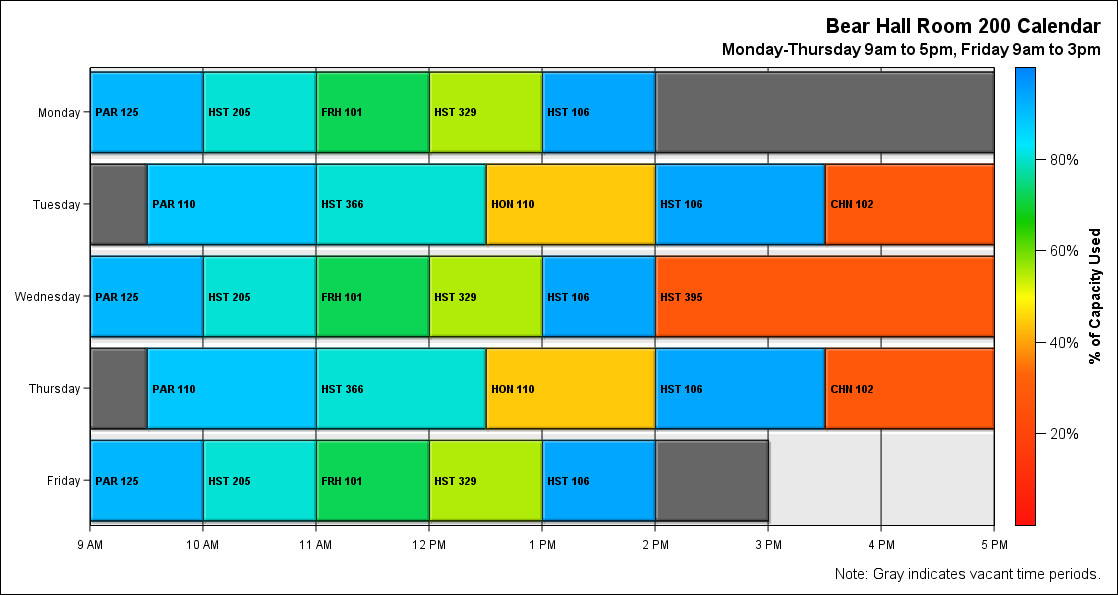 Bear Hall Room 200 Calendar
Monday-Thursday 9am to 5pm, Friday 9am to 3pm
Monday PAR 125 HST 205 FRH 101 HST 329 HST 106
Tuesday PAR 110 HST 366 HON 110 HST 106 CHN 102
Wednesday PAR 125 HST 205 FRH 101 HST 329 HST 106 HST 395
Thursday PAR 110 HST 366 HON 110 HST 106 CHN 102
Friday PAR 125 HST 205 FRH 101 HST 329 HST 106
9 AM 10 AM 11 AM 12 PM 1 PM 2 PM 3 PM 4 PM 5 PM
80%
60%
40%
20%
% of Capacity Used
Note: Gray indicates vacant time periods.